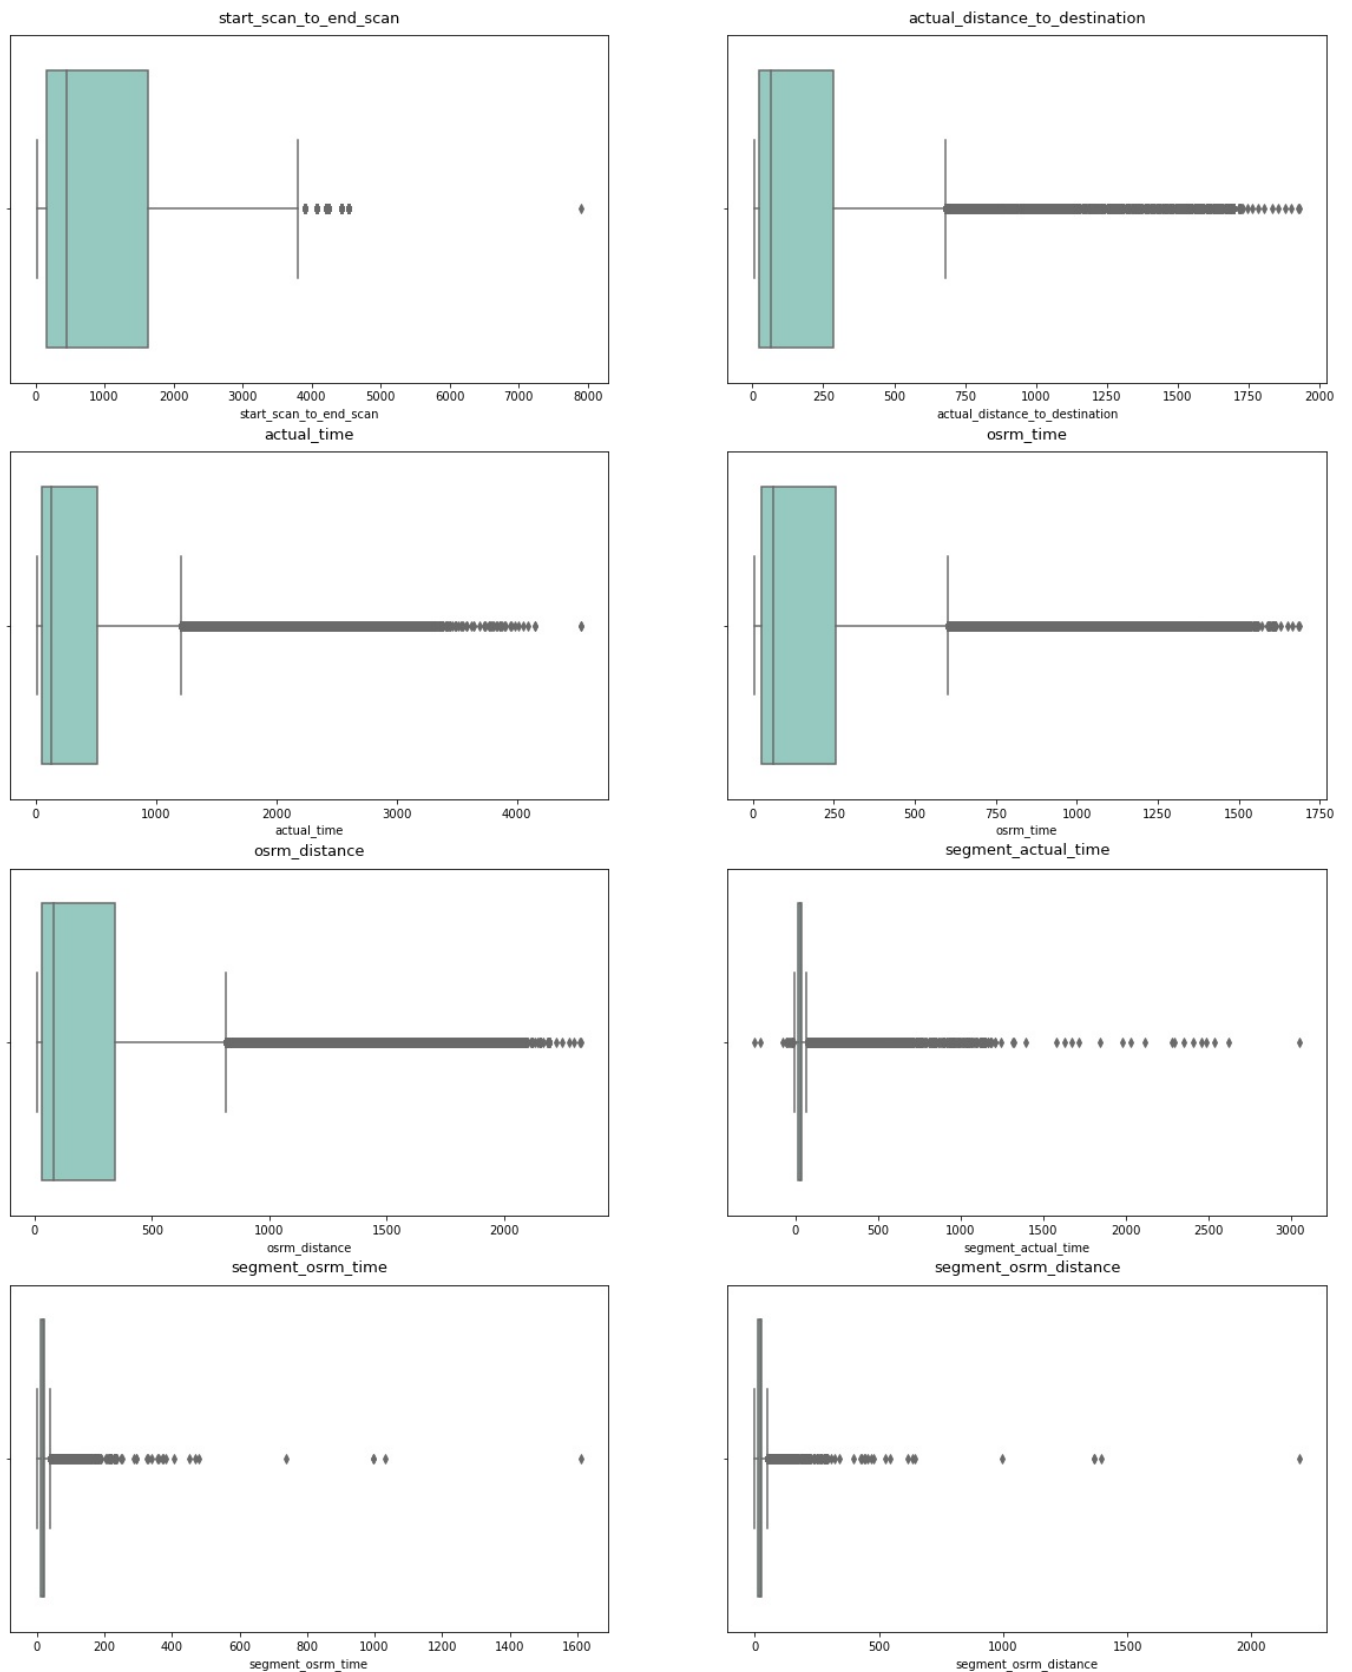 start_scan_to_end_scan
actual_distance_to_destination
0 1000 2000 3000 4000 5000 6000 7000 8000
0 250 500 750 1000 1250 1500 1750 2000
start_scan_to_end_scan
actual_distance_to_destination
actual_time
osrm_time
0 1000 2000 3000 4000
0 250 500 750 1000 1250 1500 1750
actual_time
osrm_time
osrm_distance
segment_actual_time
0 500 1000 1500 2000
0 500 1000 1500 2000 2500 3000
osrm_distance
segment_actual_time
segment_osrm_time
segment_osrm_distance
0 200 400 600 800 1000 1200 1400 1600
0 500 1000 1500 2000
segment_osrm_time
segment_osrm_distance